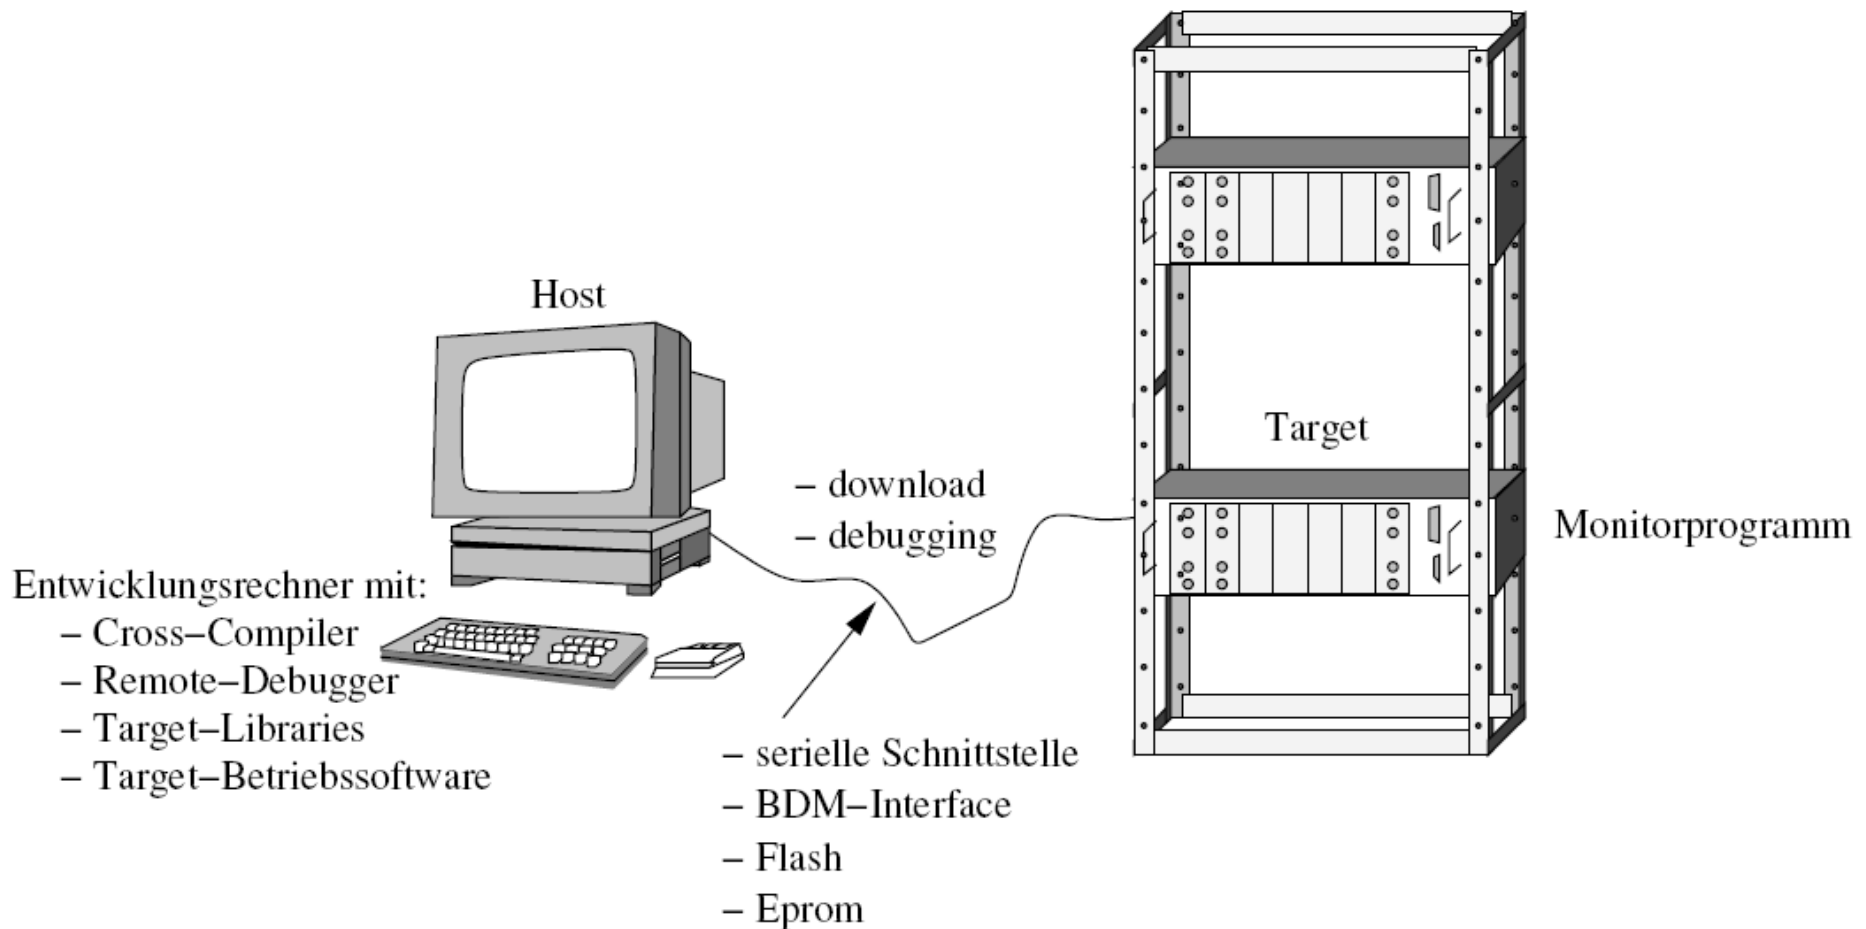 Host
Target
– download
– debugging
Monitorprogramm
Entwicklungsrechner mit:
– Cross–Compiler
– Remote–Debugger
– Target–Libraries
– Target–Betriebssoftware
– serielle Schnittstelle
– BDM–Interface
– Flash
– Eprom